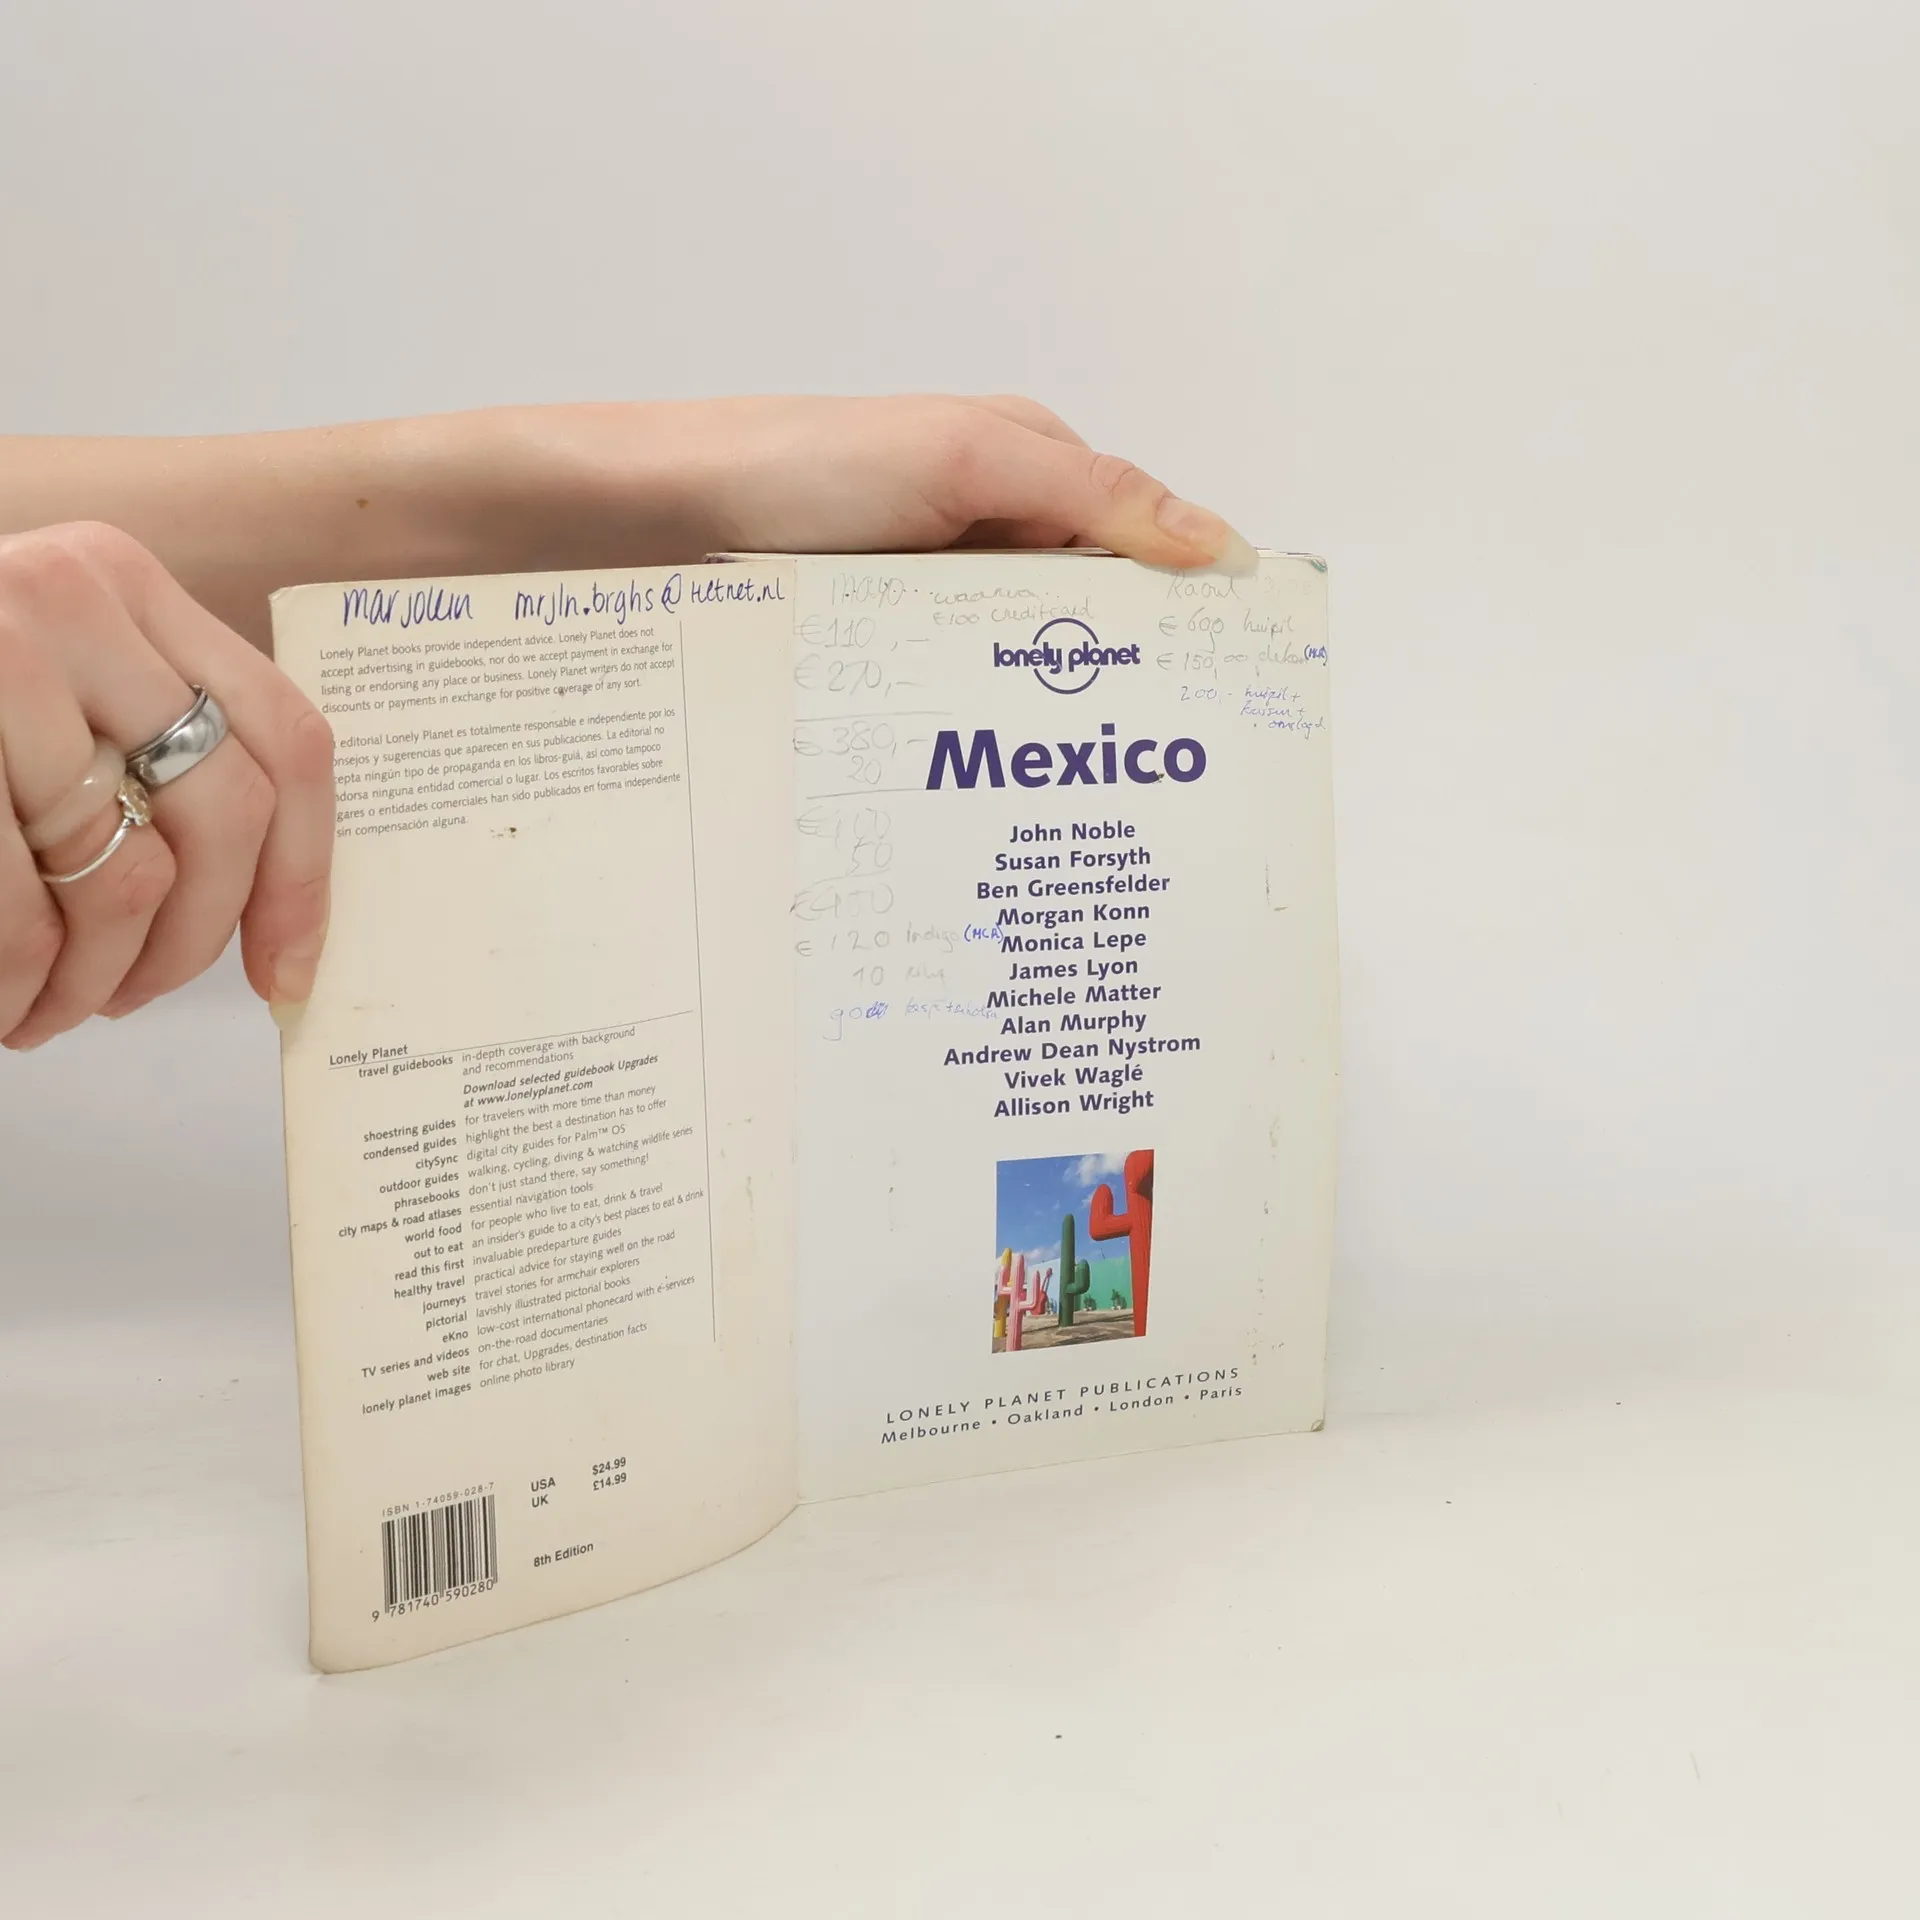 Marjolein mrjln.brghs@Hetnet.nl
Lonely Planet books provide independent advice. Lonely Planet does not
accept advertising in guidebooks, nor do we accept payment in exchange for
listing or endorsing any place or business. Lonely Planet writers do not accept
discounts or payments in exchange for positive coverage of any sort.
editorial Lonely Planet es totalmente responsable e independiente por los
onsejos y sugerencias que aparecen en sus publicaciones. La editorial no
cepta ningún tipo de propaganda en los libros-guiá, así como tampoco
ndorsa ninguna entidad comercial o lugar. Los escritos favorables sobre
gares o entidades comerciales han sido publicados en forma independiente
sin compensación alguna.
Lonely Planet
travel guidebooks in-depth coverage with background
and recommendations
Download selected guidebook Upgrades
at www.lonelyplanet.com
shoestring guides for travelers with more time than money
condensed guides highlight the best a destination has to offer
citySync digital city guides for Palm™ OS
outdoor guides walking, cycling, diving & watching wildlife series
phrasebooks don't just stand there, say something!
city maps & road atlases essential navigation tools
world food for people who live to eat, drink & travel
out to eat an insider's guide to a city's best places to eat & drink
read this first invaluable predeparture guides
healthy travel practical advice for staying well on the road
journeys travel stories for armchair explorers
pictorial lavishly illustrated pictorial books
eKno low-cost international phonecard with e-services
TV series and videos on-the-road documentaries
web site for chat, Upgrades, destination facts
lonely planet images online photo library
ISBN 1-74059-028-7
USA $24.99
UK £14.99
8th Edition
9 781740 590280
waarvan
€100 creditcard
€110,-
€270,-
€380,-
20
€400
50
€450
€120 Indigo (MCA)
10
Raoul
€600 huipil
€150,00 (MCA)
200,- huipil +
lonely planet
Mexico
John Noble
Susan Forsyth
Ben Greensfelder
Morgan Konn
Monica Lepe
James Lyon
Michele Matter
Alan Murphy
Andrew Dean Nystrom
Vivek Waglé
Allison Wright
LONELY PLANET PUBLICATIONS
Melbourne • Oakland • London • Paris